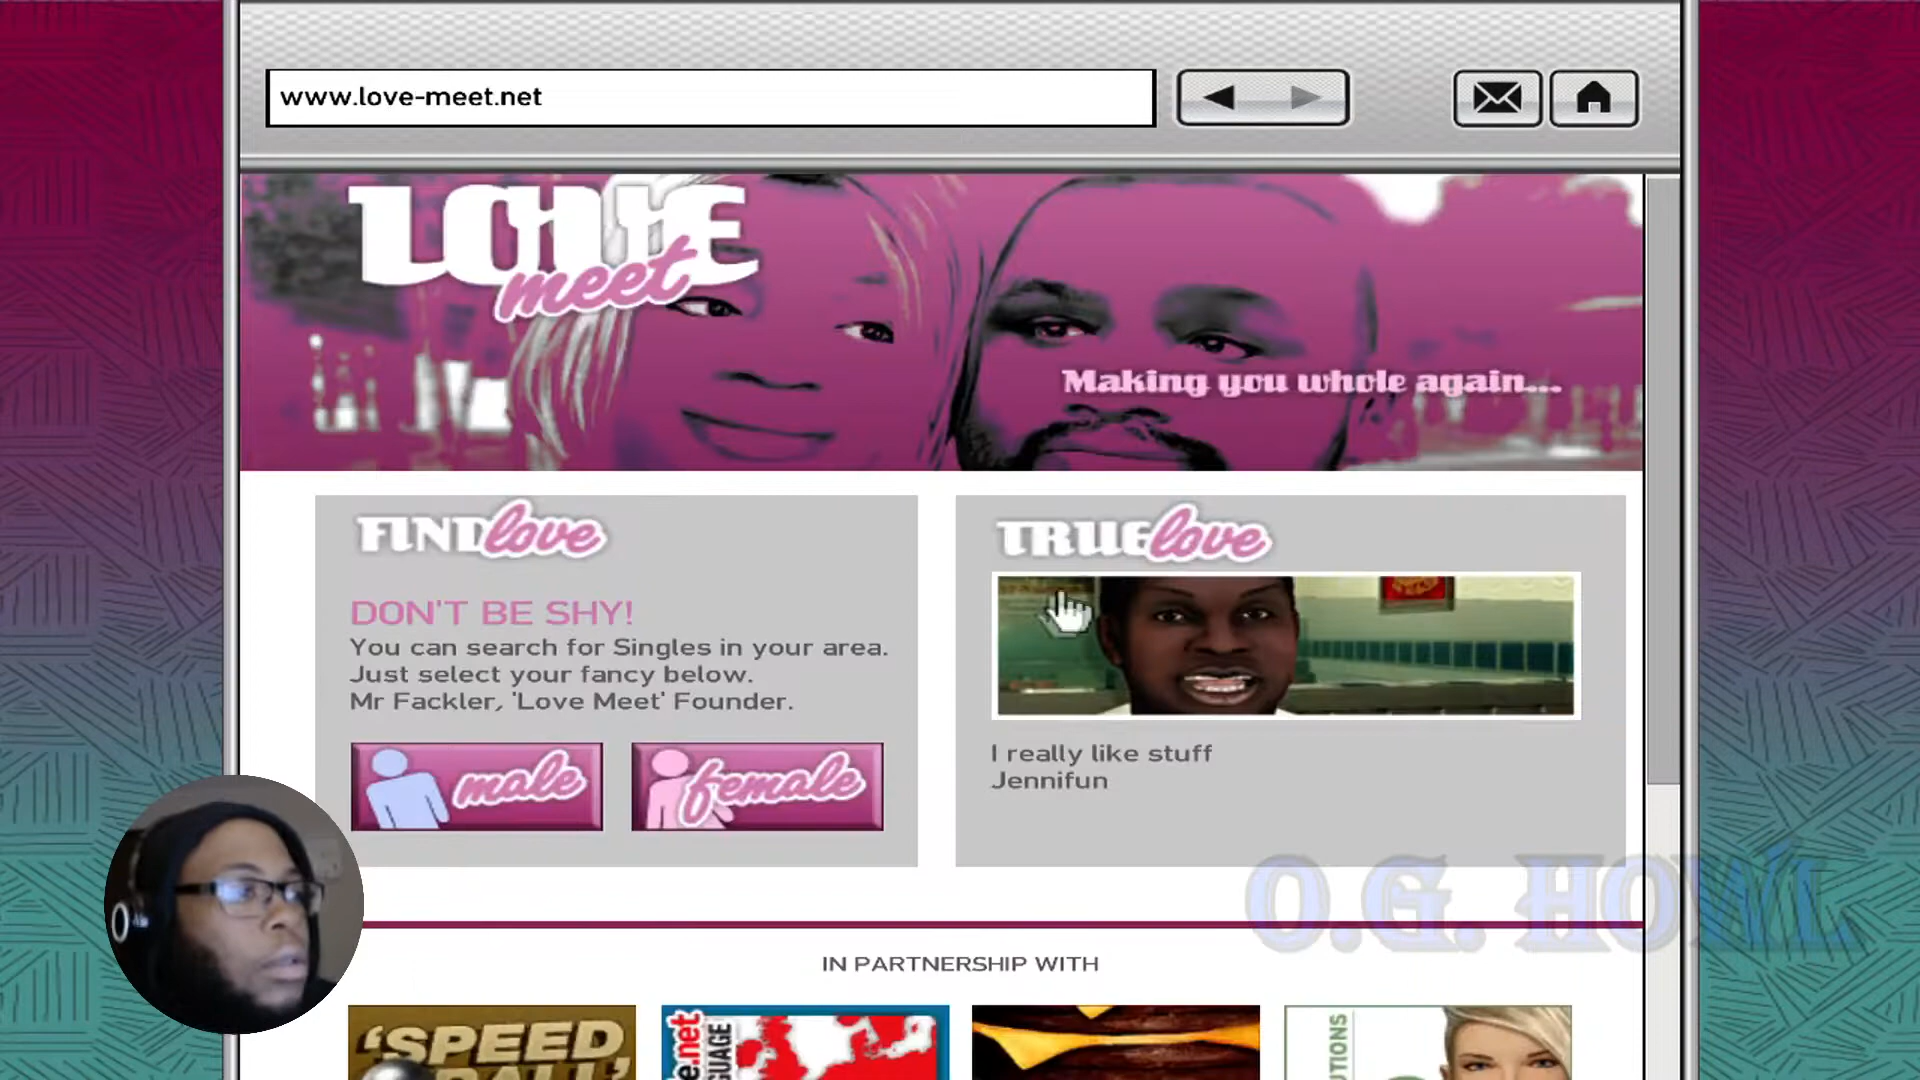 www.love-meet.net
LOVE
meet
Making you whole again...
FIND love
DON'T BE SHY!
You can search for Singles in your area.
Just select your fancy below.
Mr Fackler, 'Love Meet' Founder.
male
female
TRUE love
I really like stuff
Jennifun
O.G. HOWL
IN PARTNERSHIP WITH
'SPEED
BALL'